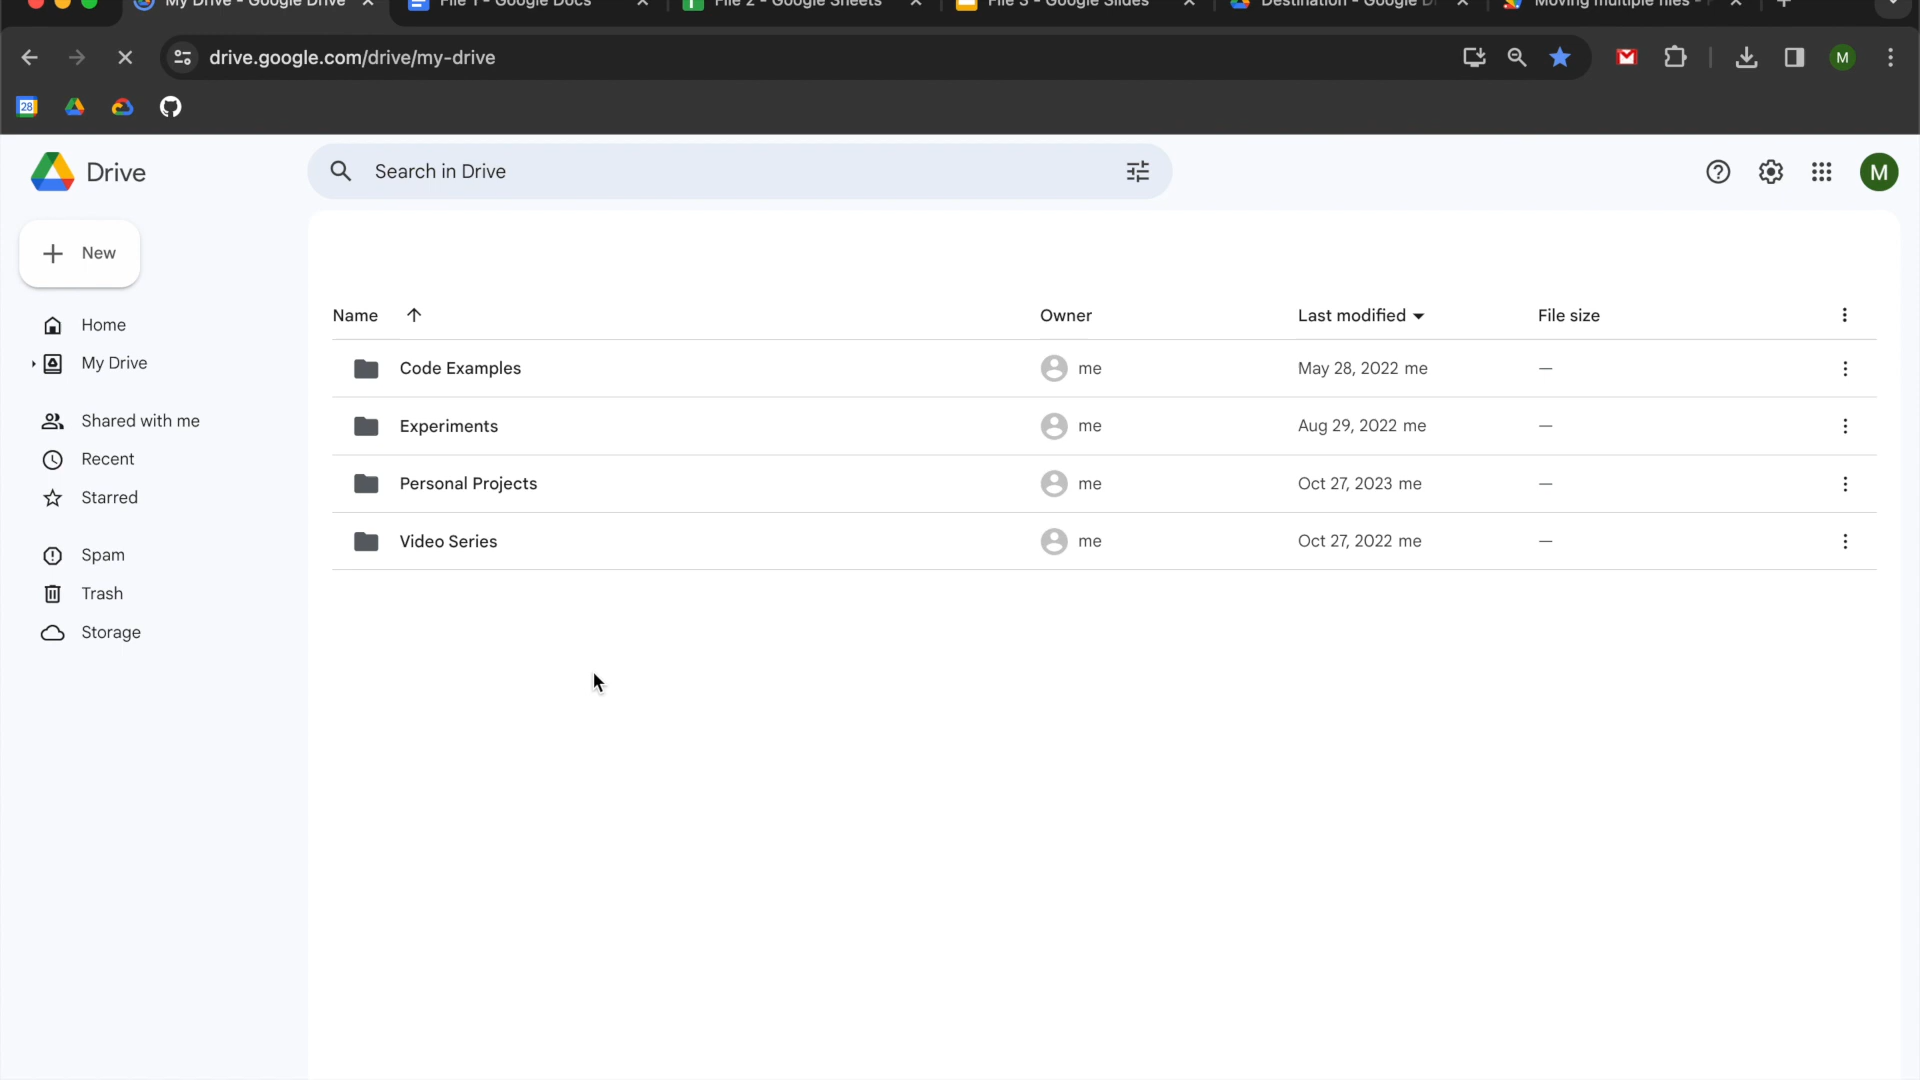 My Drive - Google Drive
File 1 - Google Docs
File 2 - Google Sheets
File 3 - Google Slides
Destination - Google D
Moving multiple files -
drive.google.com/drive/my-drive
M
28
Drive
Search in Drive
M
New
Name
Owner
Last modified
File size
Home
My Drive
Code Examples
me
May 28, 2022 me
—
Shared with me
Experiments
me
Aug 29, 2022 me
—
Recent
Personal Projects
me
Oct 27, 2023 me
—
Starred
Video Series
me
Oct 27, 2022 me
—
Spam
Trash
Storage